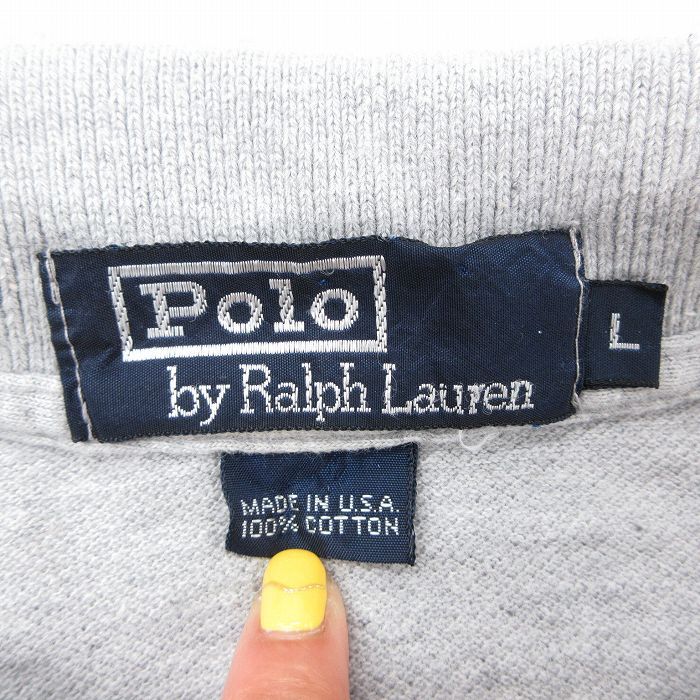 Polo
by Ralph Lauren
L
MADE IN U.S.A.
100% COTTON